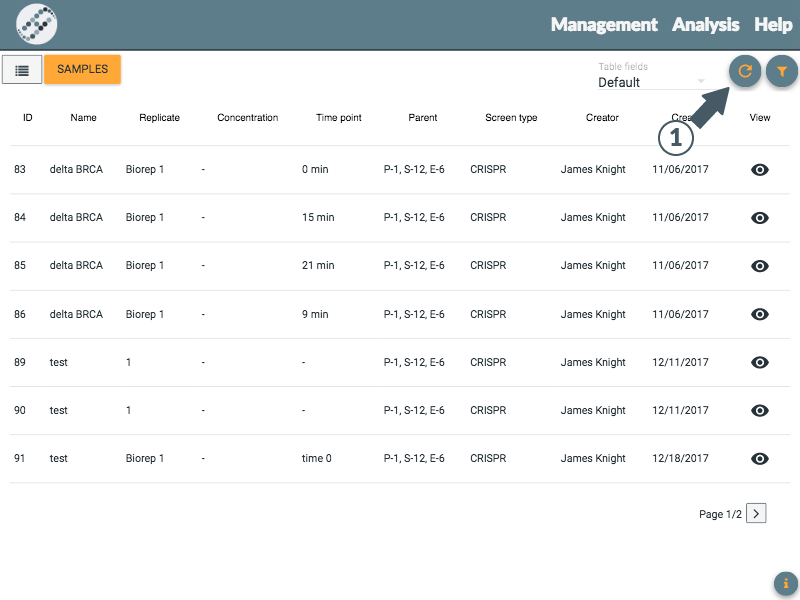 Management Analysis Help
SAMPLES
Table fields
Default
1
ID Name Replicate Concentration Time point Parent Screen type Creator View
83 delta BRCA Biorep 1 - 0 min P-1, S-12, E-6 CRISPR James Knight 11/06/2017
84 delta BRCA Biorep 1 - 15 min P-1, S-12, E-6 CRISPR James Knight 11/06/2017
85 delta BRCA Biorep 1 - 21 min P-1, S-12, E-6 CRISPR James Knight 11/06/2017
86 delta BRCA Biorep 1 - 9 min P-1, S-12, E-6 CRISPR James Knight 11/06/2017
89 test 1 - - P-1, S-12, E-6 CRISPR James Knight 12/11/2017
90 test 1 - - P-1, S-12, E-6 CRISPR James Knight 12/11/2017
91 test Biorep 1 - time 0 P-1, S-12, E-6 CRISPR James Knight 12/18/2017
Page 1/2 >
i